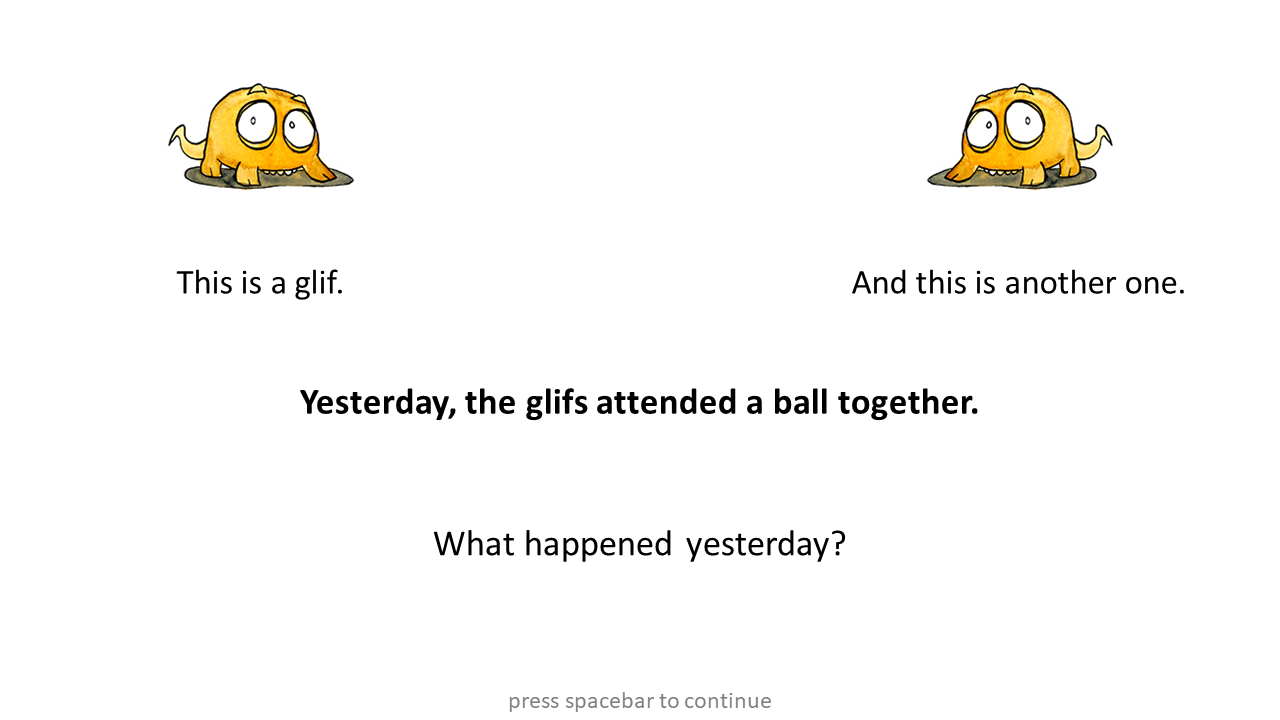 This is a glif.
And this is another one.
Yesterday, the glifs attended a ball together.
What happened yesterday?
press spacebar to continue